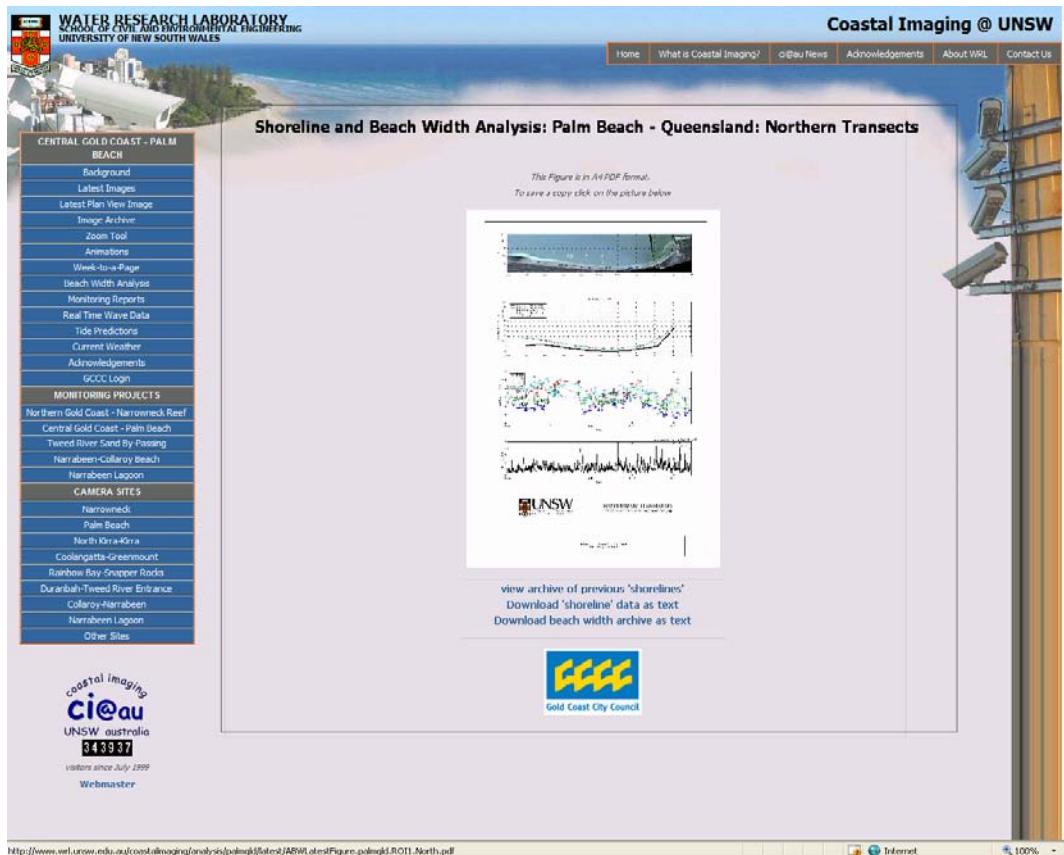 WATER RESEARCH LABORATORY
SCHOOL OF CIVIL AND ENVIRONMENTAL ENGINEERING
UNIVERSITY OF NEW SOUTH WALES
Coastal Imaging @ UNSW
Home What is Coastal Imaging? ci@au News Acknowledgements About WRL Contact Us
Shoreline and Beach Width Analysis: Palm Beach - Queensland: Northern Transects
This Figure is in A4 PDF format.
To save a copy click on the picture below
CENTRAL GOLD COAST - PALM
BEACH
Background
Latest Images
Latest Plan View Image
Image Archive
Zoom Tool
Animations
Week-to-a-Page
Beach Width Analysis
Monitoring Reports
Real Time Wave Data
Tide Predictions
Current Weather
Acknowledgements
GCCC Login
MONITORING PROJECTS
Northern Gold Coast - Narrowneck Reef
Central Gold Coast - Palm Beach
Tweed River Sand By-Passing
Narrabeen-Collaroy Beach
Narrabeen Lagoon
CAMERA SITES
Narrowneck
Palm Beach
North Kirra-Kirra
Coolangatta-Greenmount
Rainbow Bay-Snapper Rocks
Duranbah-Tweed River Entrance
Collaroy-Narrabeen
Narrabeen Lagoon
Other Sites
UNSW
view archive of previous 'shorelines'
Download 'shoreline' data as text
Download beach width archive as text
Gold Coast City Council
coastal imaging
ci@au
UNSW australia
343937
visitors since July 1999
Webmaster
http://www.wrl.unsw.edu.au/coastalimaging/analysis/palmqld/latest/ABWLatestFigure.palmqld.ROI1.North.pdf
Internet
100%